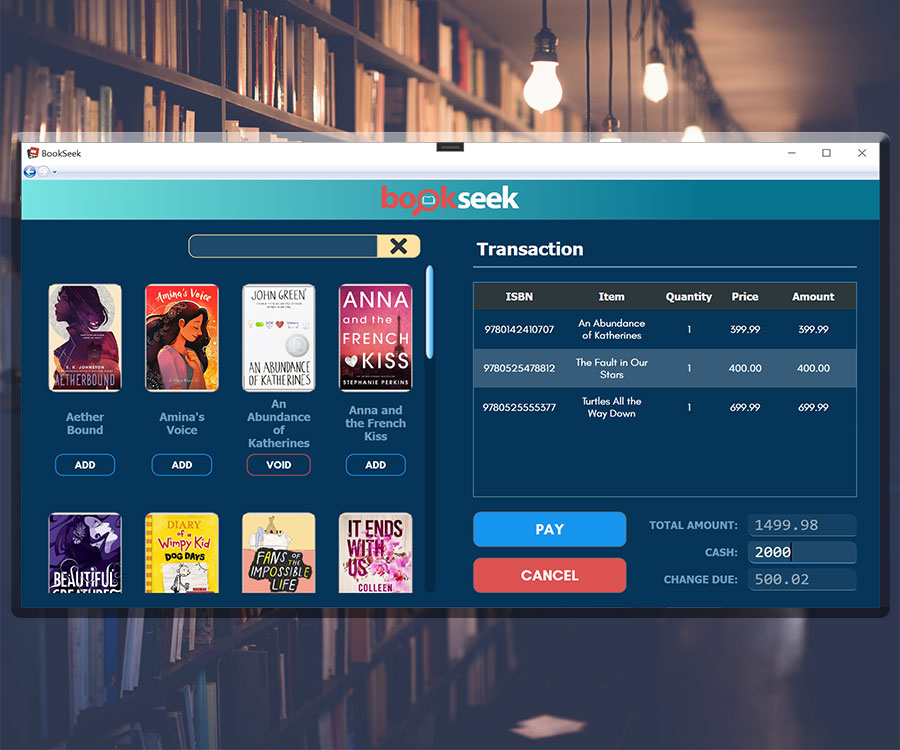 BookSeek
bookseek
Transaction
ISBN Item Quantity Price Amount
9780142410707 An Abundance of Katherines 1 399.99 399.99
9780525478812 The Fault in Our Stars 1 400.00 400.00
9780525555377 Turtles All the Way Down 1 699.99 699.99
E. K. JOHNSTON
AETHERBOUND
Amina's Voice
JOHN GREEN
AN ABUNDANCE
OF KATHERINES
ANNA
and the
FRENCH
KISS
STEPHANIE PERKINS
Aether
Bound
Amina's
Voice
An
Abundance
of
Katherines
Anna and
the French
Kiss
ADD
ADD
VOID
ADD
BEAUTIFUL
CREATURES
DIARY
of a
Wimpy Kid
DOG DAYS
FANS OF THE
IMPOSSIBLE
LIFE
IT ENDS
WITH
US
COLLEEN
PAY
CANCEL
TOTAL AMOUNT: 1499.98
CASH: 2000
CHANGE DUE: 500.02